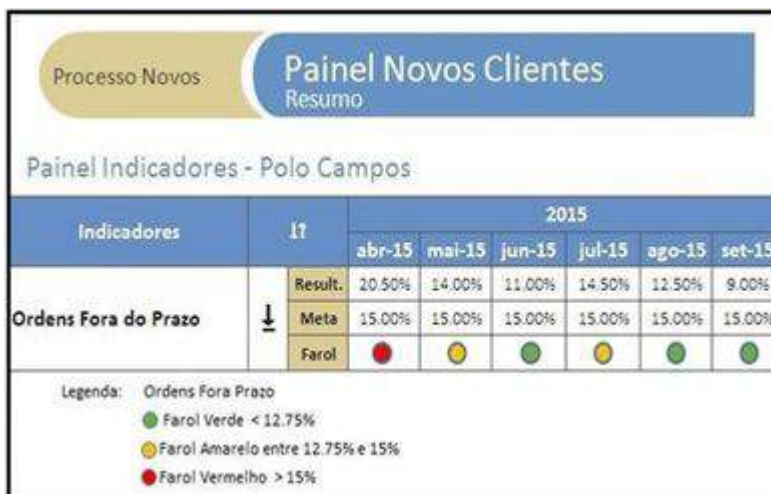 Processo Novos
Painel Novos Clientes
Resumo
Painel Indicadores - Polo Campos
Indicadores ↓↑ 2015
abr-15 mai-15 jun-15 jul-15 ago-15 set-15
Ordens Fora do Prazo
Result. 20.50% 14.00% 11.00% 14.50% 12.50% 9.00%
Meta 15.00% 15.00% 15.00% 15.00% 15.00% 15.00%
Farol
Legenda: Ordens Fora Prazo
Farol Verde < 12.75%
Farol Amarelo entre 12.75% e 15%
Farol Vermelho > 15%